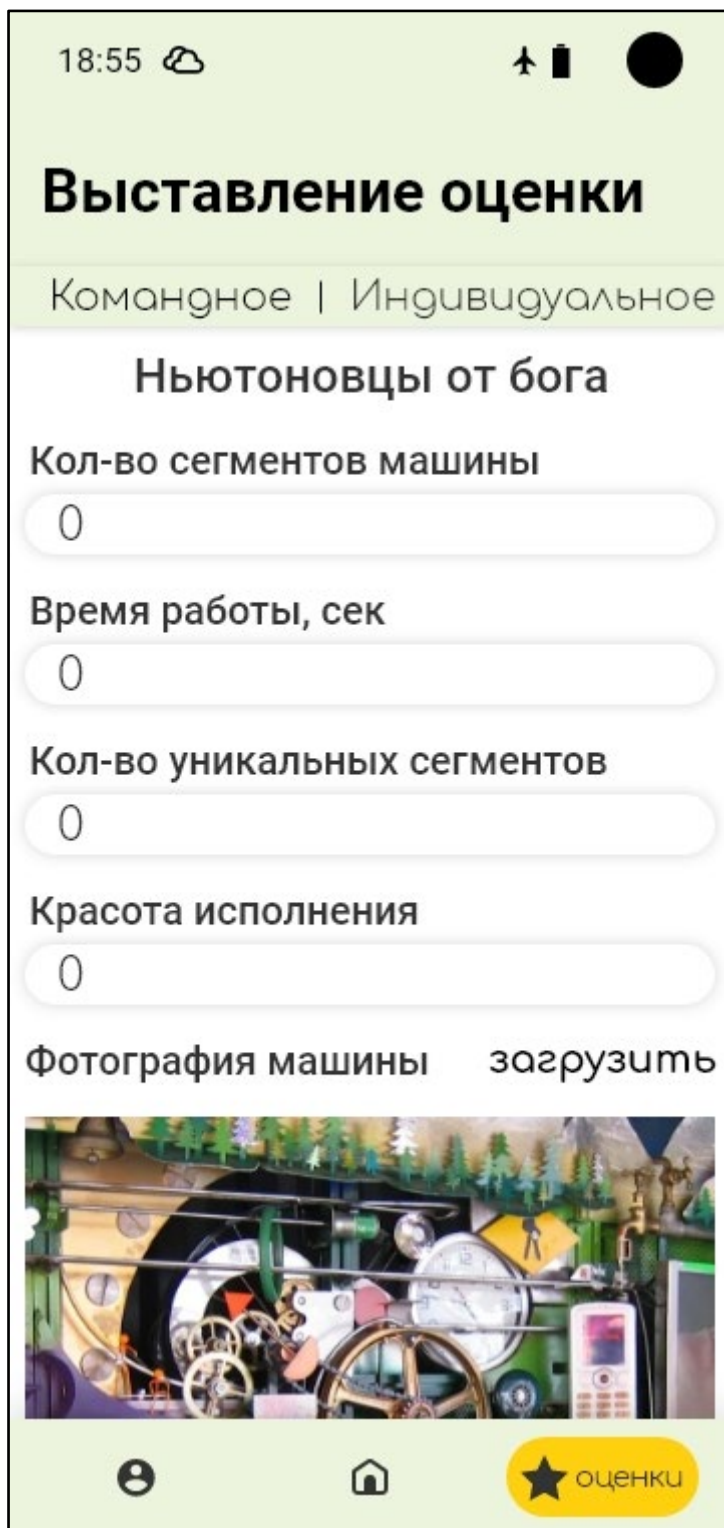 18:55
Выставление оценки
Командное | Индивидуальное
Ньютоновцы от бога
Кол-во сегментов машины
0
Время работы, сек
0
Кол-во уникальных сегментов
0
Красота исполнения
0
Фотография машины загрузить
оценки